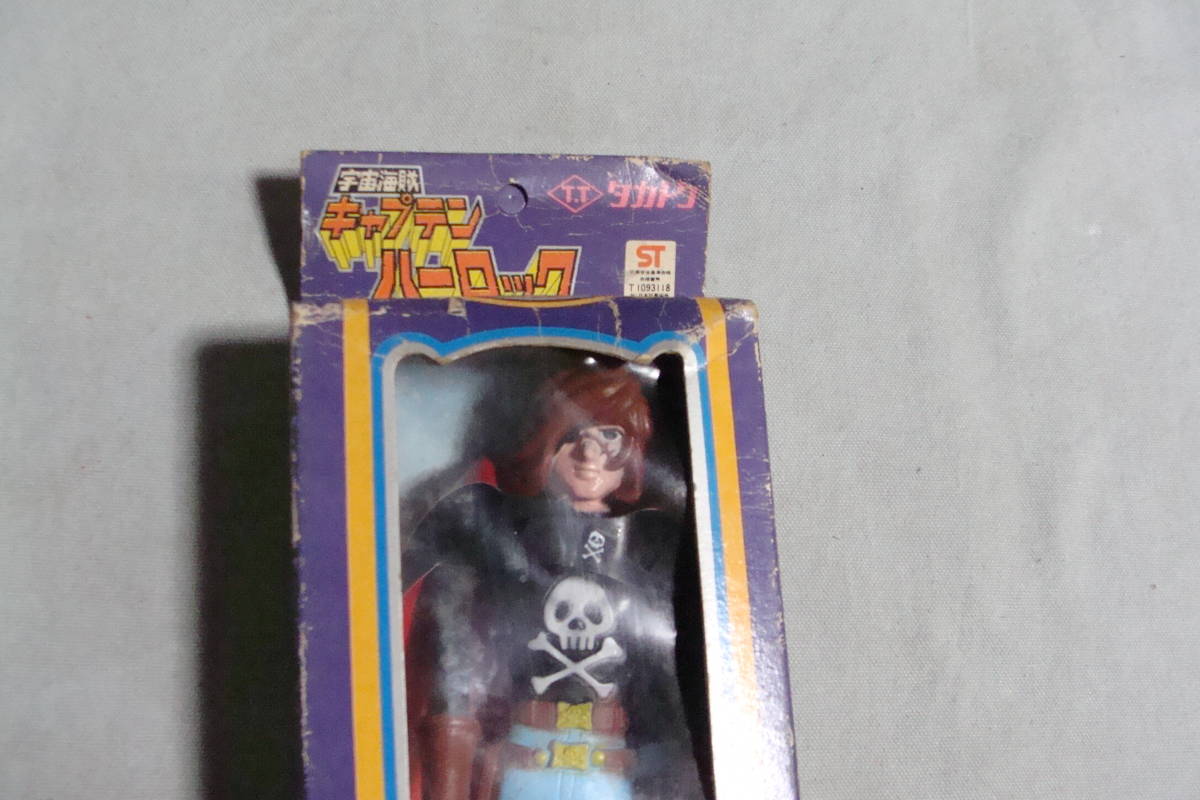 宇宙海賊
キャプテン
ハーロック
T.T タカトク
ST
T1093118